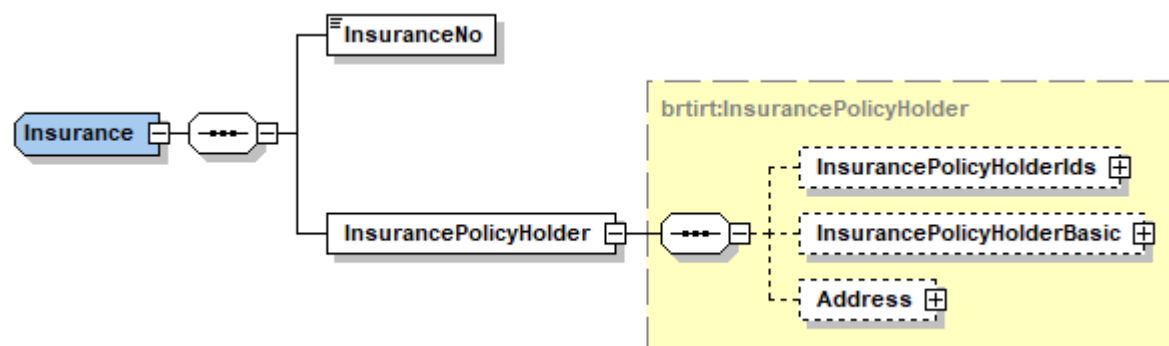 InsuranceNo
Insurance
brtirt:InsurancePolicyHolder
InsurancePolicyHolderIds
InsurancePolicyHolder
InsurancePolicyHolderBasic
Address